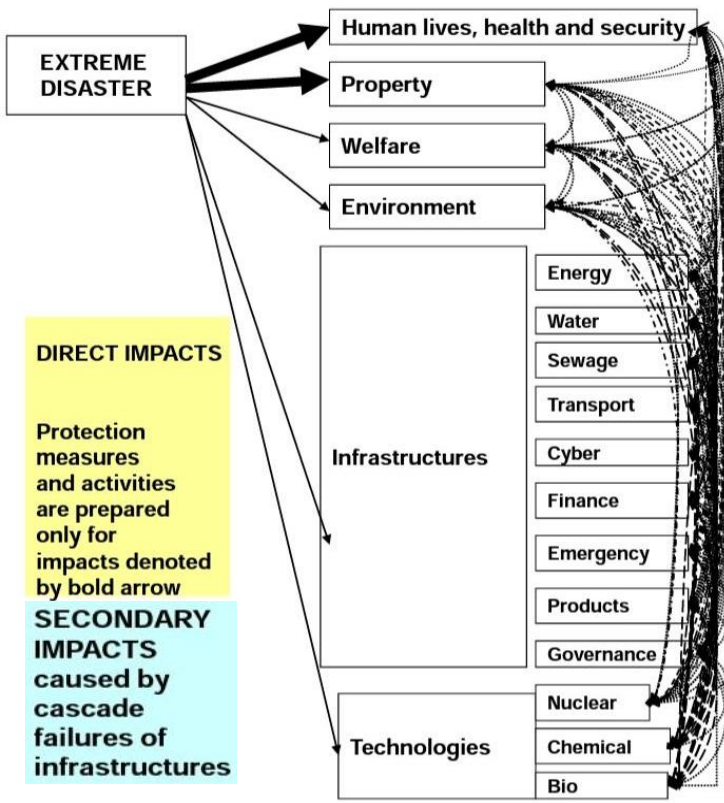 EXTREME
DISASTER
Human lives, health and security
Property
Welfare
Environment
Infrastructures
Energy
Water
Sewage
Transport
Cyber
Finance
Emergency
Products
Governance
Technologies
Nuclear
Chemical
Bio
DIRECT IMPACTS
Protection
measures
and activities
are prepared
only for
impacts denoted
by bold arrow
SECONDARY
IMPACTS
caused by
cascade
failures of
infrastructures